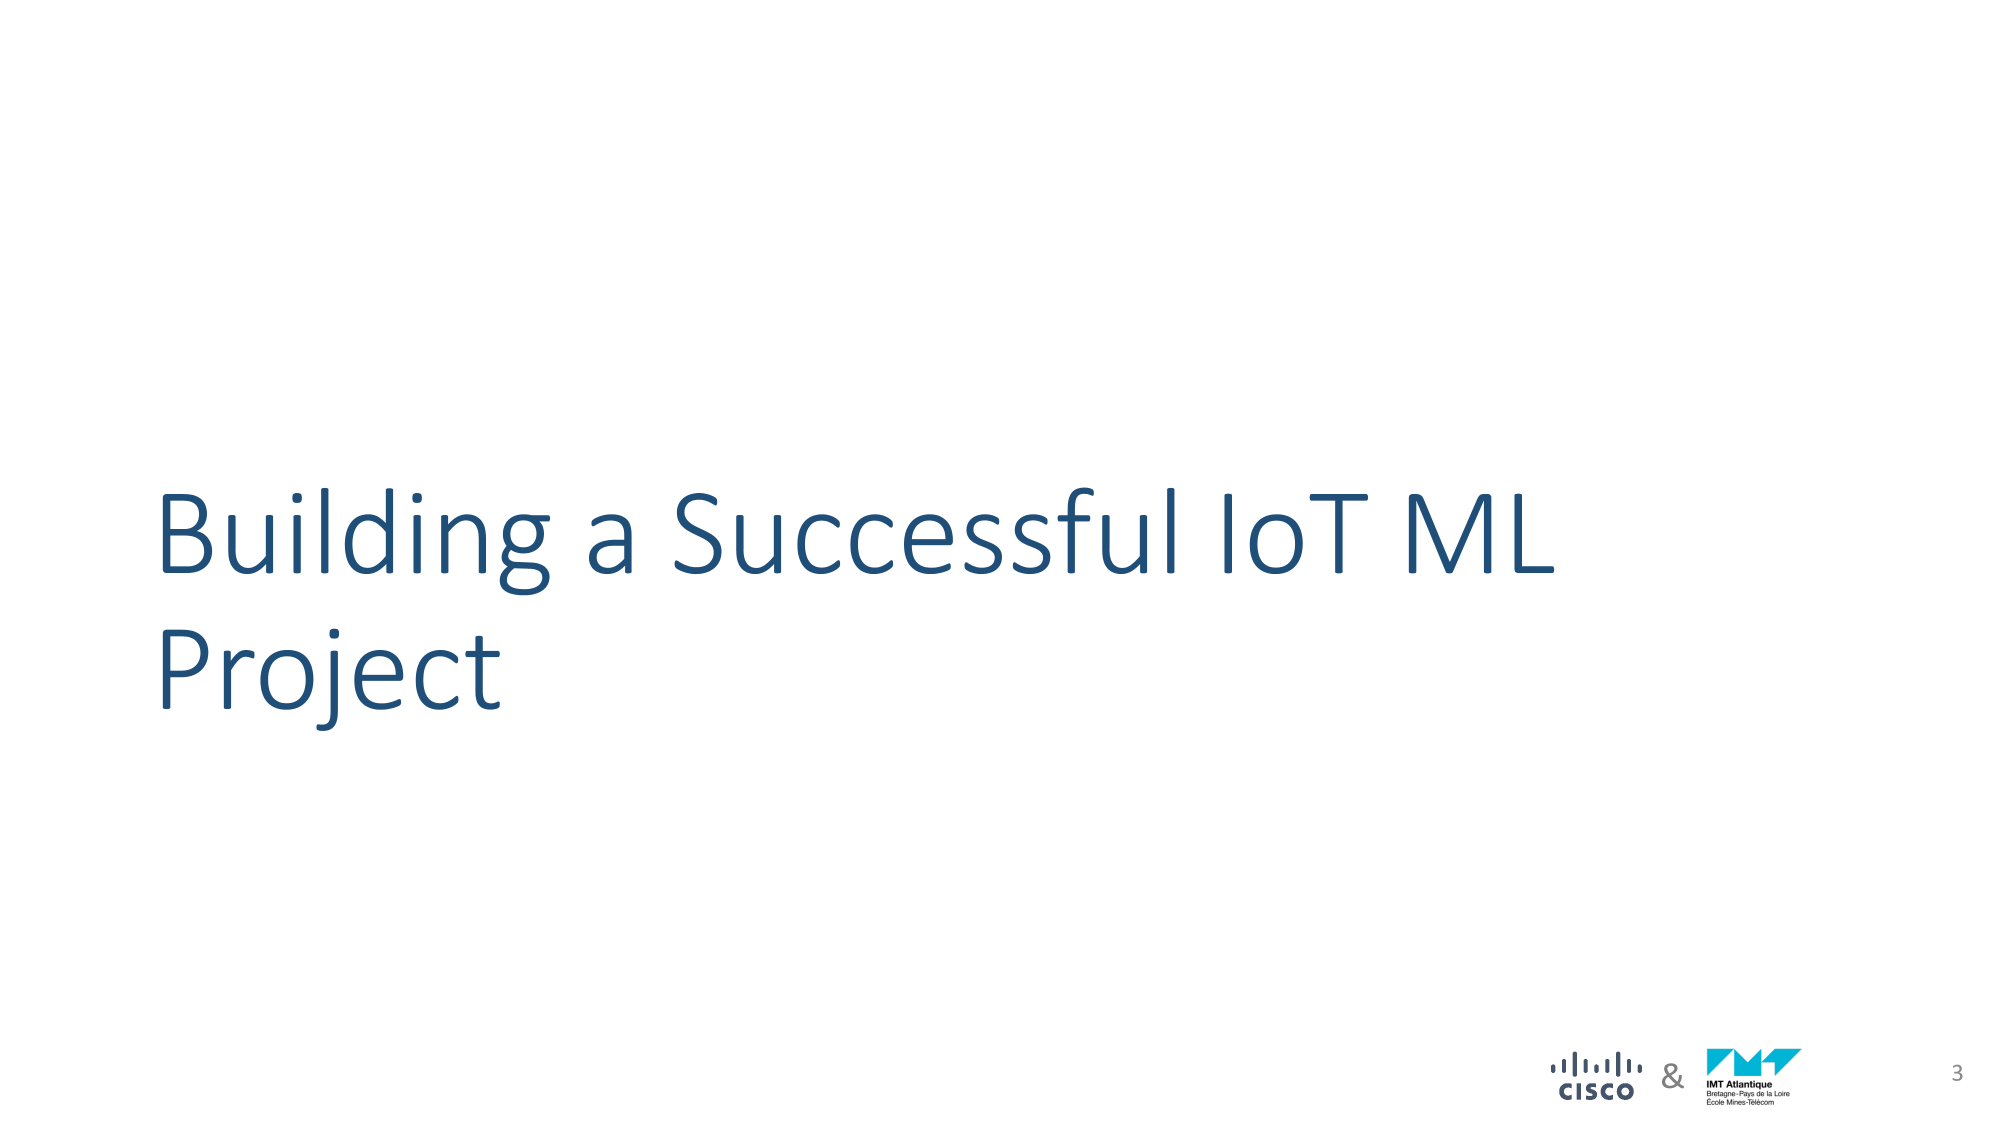 Building a Successful IoT ML
Project
CISCO
&
IMT Atlantique
Bretagne-Pays de la Loire
École Mines-Télécom
3